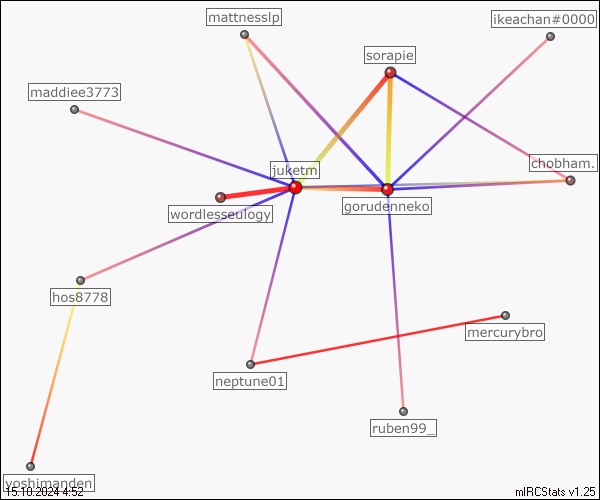 mattnesslp
ikeachan#0000
sorapie
maddiee3773
chobham.
juketm
wordlesseulogy
gorudenneko
hos8778
mercurybro
neptune01
ruben99_
yoshimanden
15.10.2024 4:52
mIRCStats v1.25